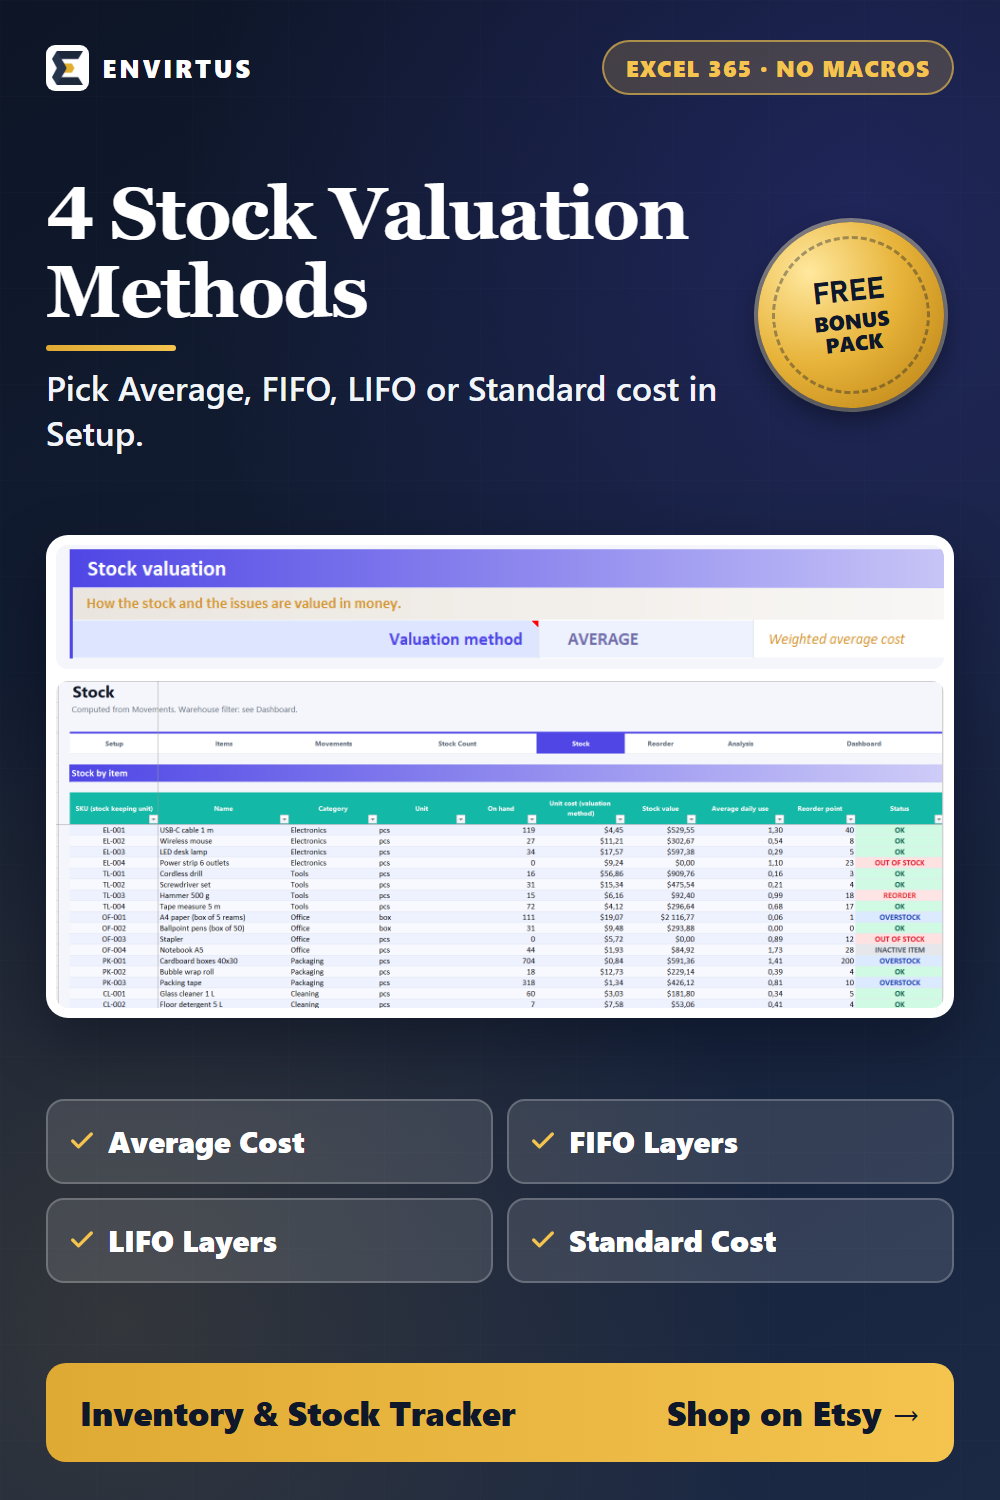 ENVIRTUS
EXCEL 365 · NO MACROS
4 Stock Valuation
Methods
Pick Average, FIFO, LIFO or Standard cost in
Setup.
FREE
BONUS
PACK
Stock valuation
How the stock and the issues are valued in money.
Valuation method AVERAGE Weighted average cost
Stock
Computed from Movements. Warehouse filter: see Dashboard.
Setup Items Movements Stock Count Stock Reorder Analysis Dashboard
Stock by item
SKU (stock keeping unit) Name Category Unit On hand Unit cost (valuation method) Stock value Average daily use Reorder point Status
EL-001 USB-C cable 1 m Electronics pcs 119 $4,45 $529,55 1,30 40 OK
EL-002 Wireless mouse Electronics pcs 27 $11,21 $302,67 0,54 8 OK
EL-003 LED desk lamp Electronics pcs 34 $17,57 $597,38 0,29 5 OK
EL-004 Power strip 6 outlets Electronics pcs 0 $9,24 $0,00 1,10 23 OUT OF STOCK
TL-001 Cordless drill Tools pcs 16 $56,86 $909,76 0,16 3 OK
TL-002 Screwdriver set Tools pcs 31 $15,34 $475,54 0,21 4 OK
TL-003 Hammer 500 g Tools pcs 15 $6,16 $92,40 0,99 18 REORDER
TL-004 Tape measure 5 m Tools pcs 72 $4,12 $296,64 0,68 17 OK
OF-001 A4 paper (box of 5 reams) Office box 111 $19,07 $2 116,77 0,06 1 OVERSTOCK
OF-002 Ballpoint pens (box of 50) Office box 31 $9,48 $293,88 0,00 0 OK
OF-003 Stapler Office pcs 0 $5,72 $0,00 0,89 12 OUT OF STOCK
OF-004 Notebook A5 Office pcs 44 $1,93 $84,92 1,73 28 INACTIVE ITEM
PK-001 Cardboard boxes 40x30 Packaging pcs 704 $0,84 $591,36 1,41 200 OVERSTOCK
PK-002 Bubble wrap roll Packaging pcs 18 $12,73 $229,14 0,39 4 OK
PK-003 Packing tape Packaging pcs 318 $1,34 $426,12 0,81 10 OVERSTOCK
CL-001 Glass cleaner 1 L Cleaning pcs 60 $3,03 $181,80 0,34 5 OK
CL-002 Floor detergent 5 L Cleaning pcs 7 $7,58 $53,06 0,41 4 OK
Average Cost
FIFO Layers
LIFO Layers
Standard Cost
Inventory & Stock Tracker
Shop on Etsy →